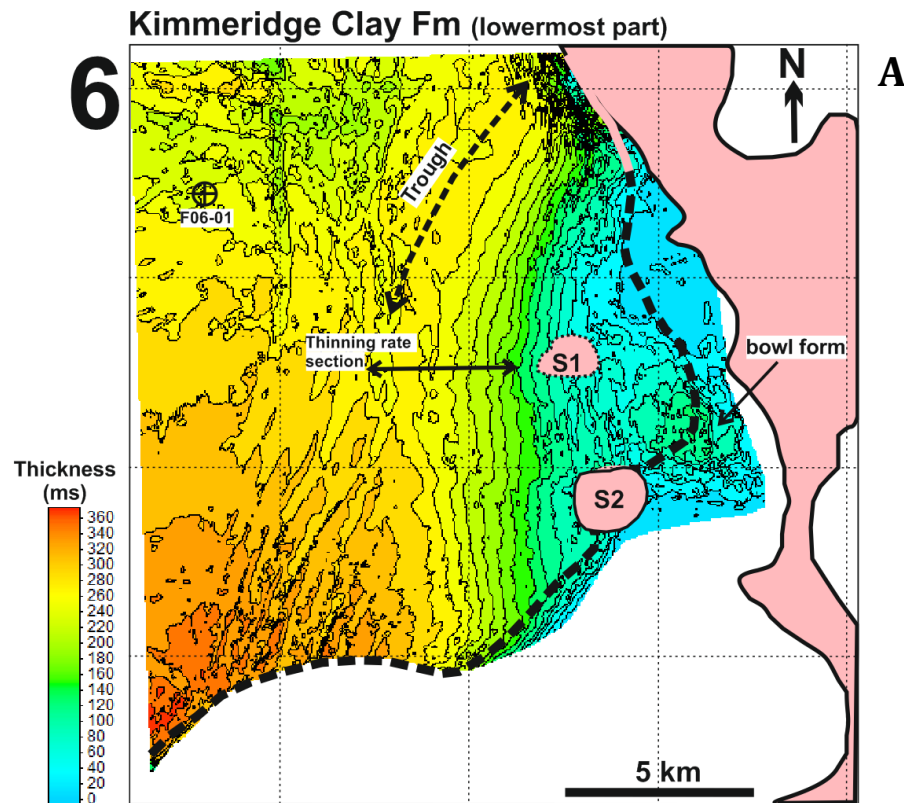 Kimmeridge Clay Fm (lowermost part)
6
A
N
Trough
F06-01
Thinning rate
section
S1
bowl form
S2
Thickness
(ms)
360
340
320
300
280
260
240
220
200
180
160
140
120
100
80
60
40
20
0
5 km